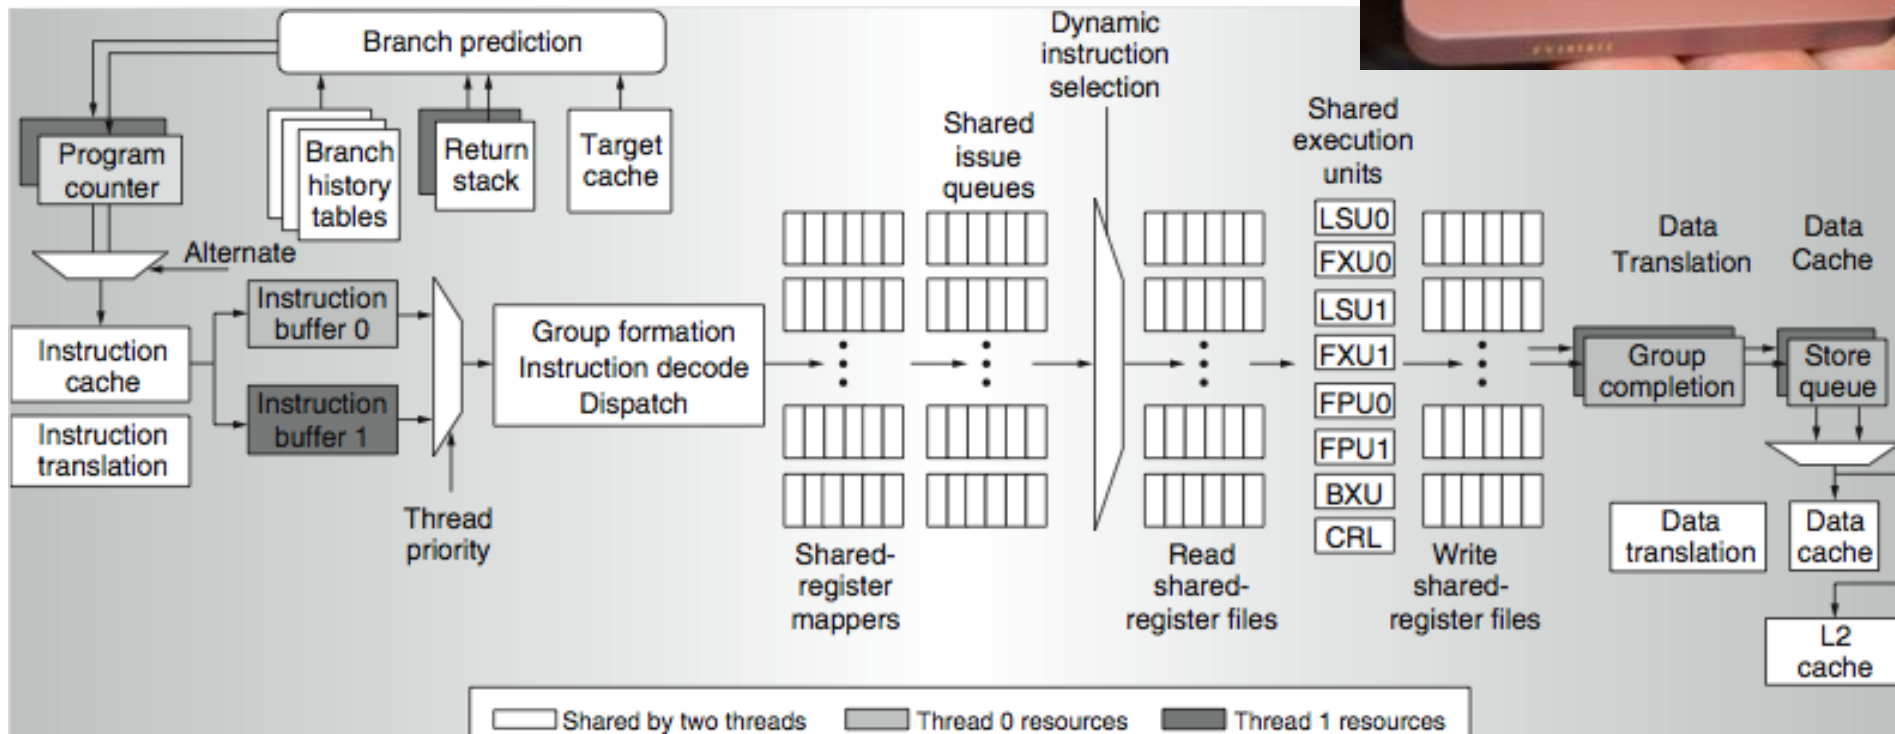 Branch prediction
Program
counter
Branch
history
tables
Return
stack
Target
cache
Alternate
Instruction
cache
Instruction
translation
Instruction
buffer 0
Instruction
buffer 1
Thread
priority
Group formation
Instruction decode
Dispatch
Shared-
register
mappers
Shared
issue
queues
Dynamic
instruction
selection
Read
shared-
register files
Shared
execution
units
LSU0
FXU0
LSU1
FXU1
FPU0
FPU1
BXU
CRL
Write
shared-
register files
Data
Translation
Group
completion
Data
Cache
Store
queue
Data
translation
Data
cache
L2
cache
Shared by two threads
Thread 0 resources
Thread 1 resources